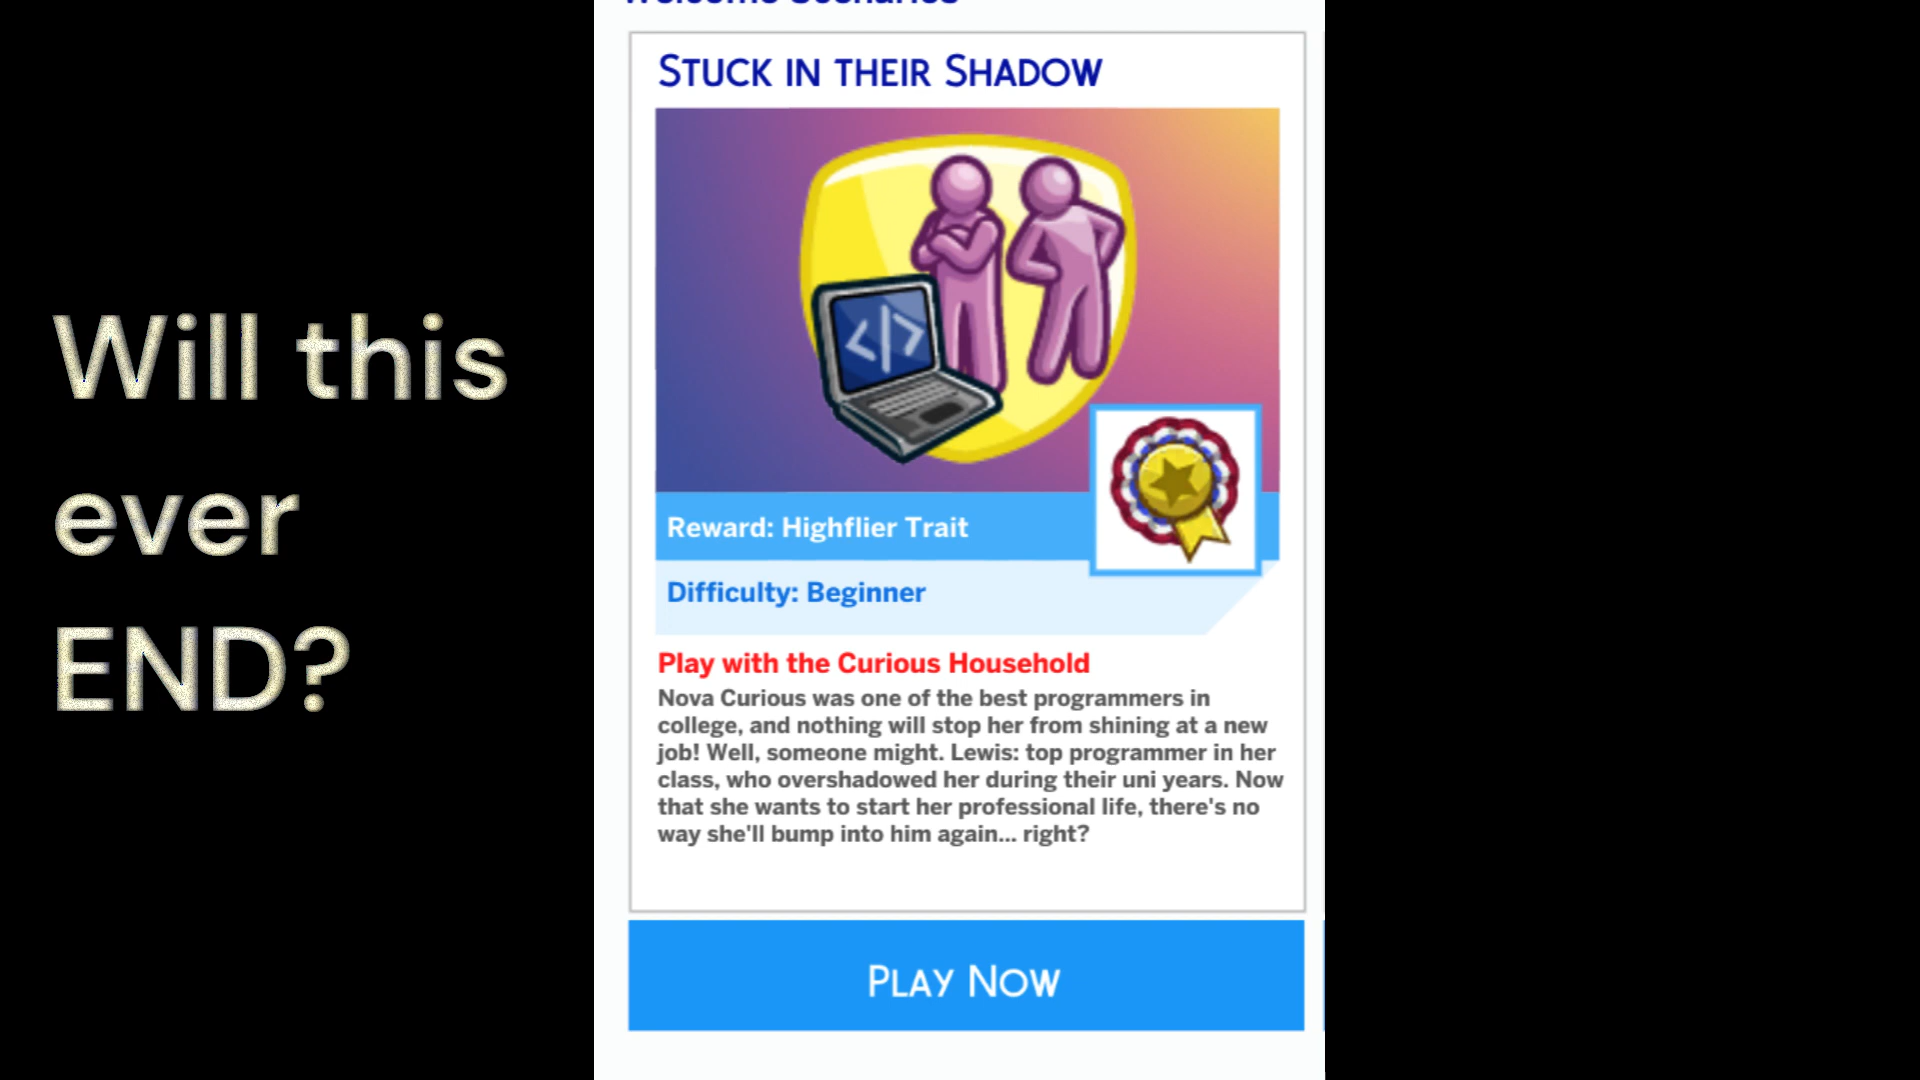 Will this
ever
END?
Welcome Scenarios
STUCK IN THEIR SHADOW
</>
Reward: Highflier Trait
Difficulty: Beginner
Play with the Curious Household
Nova Curious was one of the best programmers in
college, and nothing will stop her from shining at a new
job! Well, someone might. Lewis: top programmer in her
class, who overshadowed her during their uni years. Now
that she wants to start her professional life, there's no
way she'll bump into him again... right?
PLAY NOW